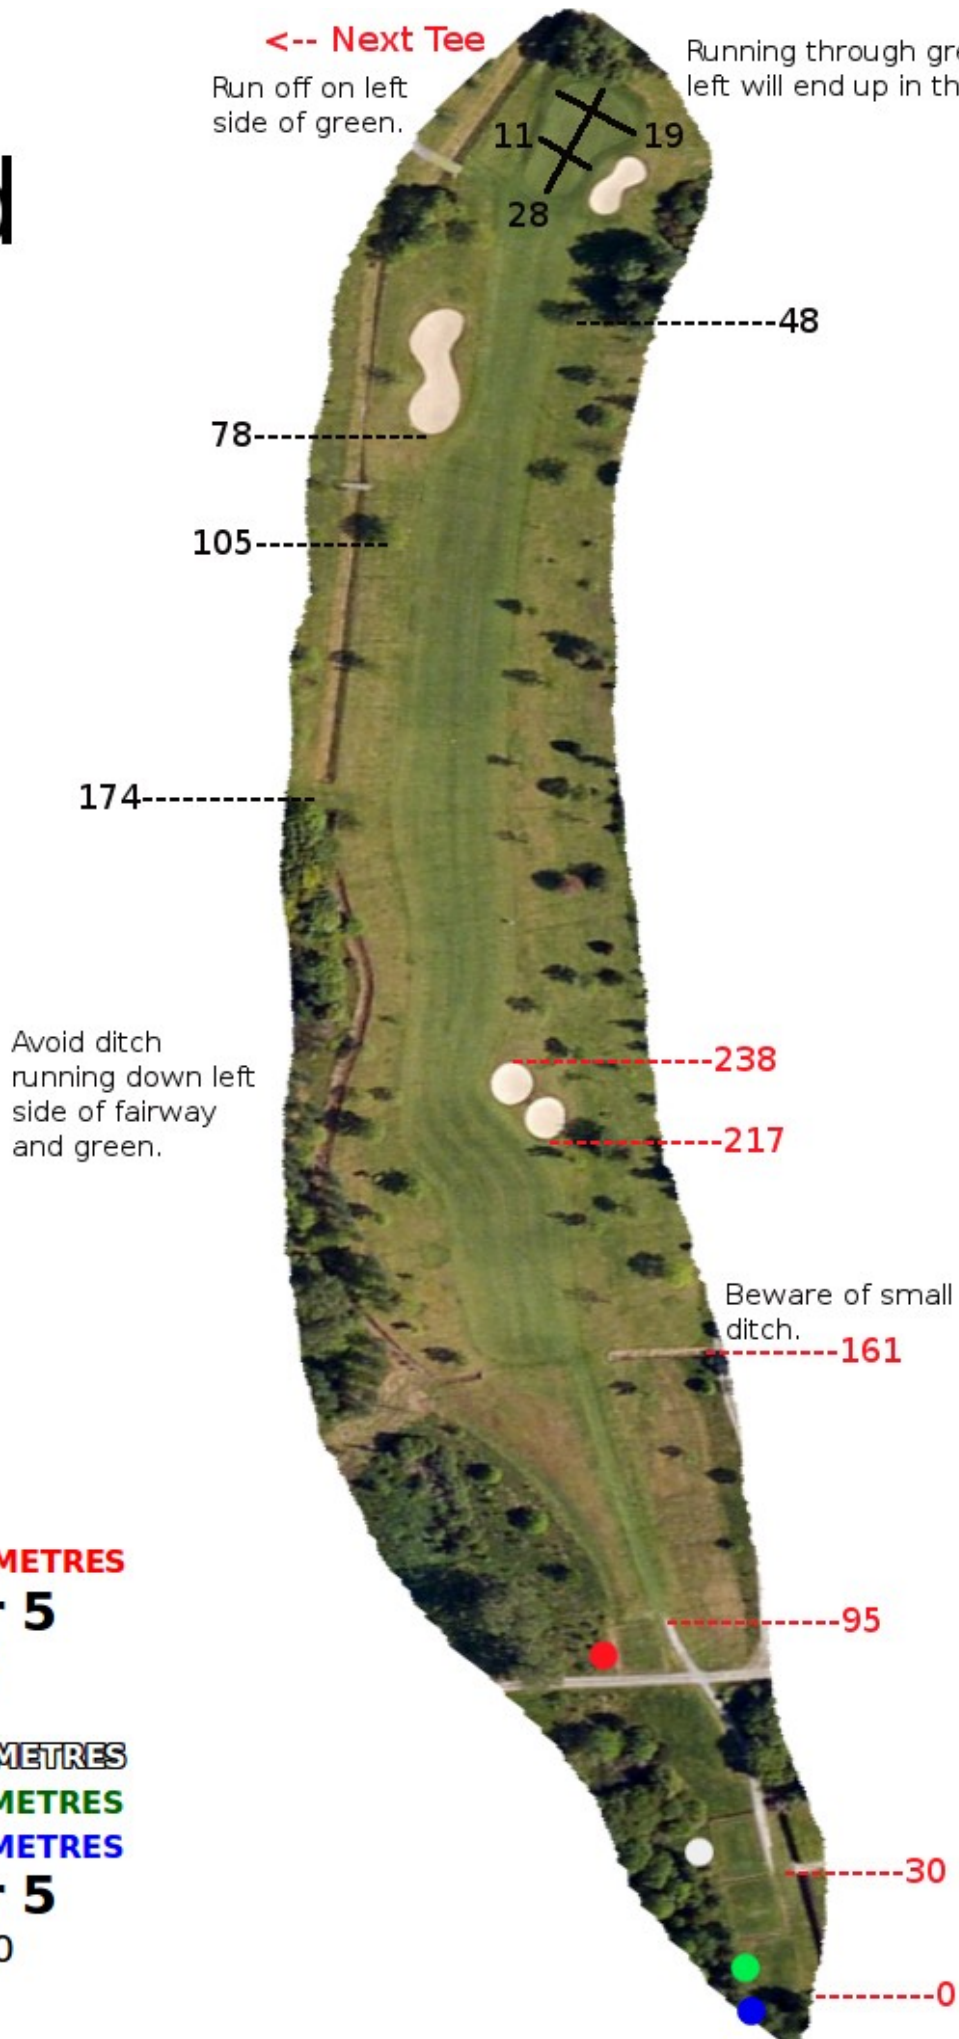 <-- Next Tee
Running through gre
Run off on left
left will end up in th
side of green.
11
19
d
28
48
78
105
174
Avoid ditch
running down left
side of fairway
and green.
238
217
Beware of small
ditch.
161
METRES
5
95
METRES
METRES
METRES
5
30
0
0